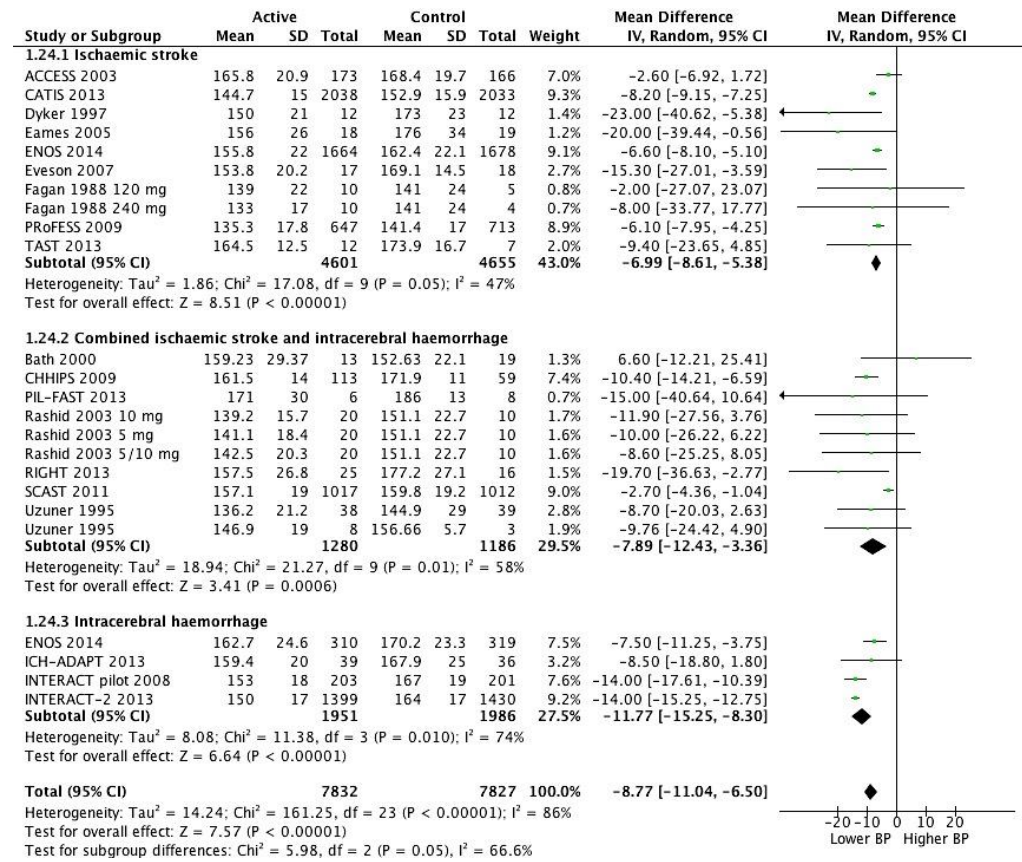 Active Control Mean Difference Mean Difference
Study or Subgroup Mean SD Total Mean SD Total Weight IV, Random, 95% CI IV, Random, 95% CI
1.24.1 Ischaemic stroke
ACCESS 2003 165.8 20.9 173 168.4 19.7 166 7.0% −2.60 [−6.92, 1.72]
CATIS 2013 144.7 15 2038 152.9 15.9 2033 9.3% −8.20 [−9.15, −7.25]
Dyker 1997 150 21 12 173 23 12 1.4% −23.00 [−40.62, −5.38]
Eames 2005 156 26 18 176 34 19 1.2% −20.00 [−39.44, −0.56]
ENOS 2014 155.8 22 1664 162.4 22.1 1678 9.1% −6.60 [−8.10, −5.10]
Eveson 2007 153.8 20.2 17 169.1 14.5 18 2.7% −15.30 [−27.01, −3.59]
Fagan 1988 120 mg 139 22 10 141 24 5 0.8% −2.00 [−27.07, 23.07]
Fagan 1988 240 mg 133 17 10 141 24 4 0.7% −8.00 [−33.77, 17.77]
PRoFESS 2009 135.3 17.8 647 141.4 17 713 8.9% −6.10 [−7.95, −4.25]
TAST 2013 164.5 12.5 12 173.9 16.7 7 2.0% −9.40 [−23.65, 4.85]
Subtotal (95% CI) 4601 4655 43.0% −6.99 [−8.61, −5.38]
Heterogeneity: Tau² = 1.86; Chi² = 17.08, df = 9 (P = 0.05); I² = 47%
Test for overall effect: Z = 8.51 (P < 0.00001)
1.24.2 Combined ischaemic stroke and intracerebral haemorrhage
Bath 2000 159.23 29.37 13 152.63 22.1 19 1.3% 6.60 [−12.21, 25.41]
CHHIPS 2009 161.5 14 113 171.9 11 59 7.4% −10.40 [−14.21, −6.59]
PIL-FAST 2013 171 30 6 186 13 8 0.7% −15.00 [−40.64, 10.64]
Rashid 2003 10 mg 139.2 15.7 20 151.1 22.7 10 1.7% −11.90 [−27.56, 3.76]
Rashid 2003 5 mg 141.1 18.4 20 151.1 22.7 10 1.6% −10.00 [−26.22, 6.22]
Rashid 2003 5/10 mg 142.5 20.3 20 151.1 22.7 10 1.6% −8.60 [−25.25, 8.05]
RIGHT 2013 157.5 26.8 25 177.2 27.1 16 1.5% −19.70 [−36.63, −2.77]
SCAST 2011 157.1 19 1017 159.8 19.2 1012 9.0% −2.70 [−4.36, −1.04]
Uzuner 1995 136.2 21.2 38 144.9 29 39 2.8% −8.70 [−20.03, 2.63]
Uzuner 1995 146.9 19 8 156.66 5.7 3 1.9% −9.76 [−24.42, 4.90]
Subtotal (95% CI) 1280 1186 29.5% −7.89 [−12.43, −3.36]
Heterogeneity: Tau² = 18.94; Chi² = 21.27, df = 9 (P = 0.01); I² = 58%
Test for overall effect: Z = 3.41 (P = 0.0006)
1.24.3 Intracerebral haemorrhage
ENOS 2014 162.7 24.6 310 170.2 23.3 319 7.5% −7.50 [−11.25, −3.75]
ICH-ADAPT 2013 159.4 20 39 167.9 25 36 3.2% −8.50 [−18.80, 1.80]
INTERACT pilot 2008 153 18 203 167 19 201 7.6% −14.00 [−17.61, −10.39]
INTERACT-2 2013 150 17 1399 164 17 1430 9.2% −14.00 [−15.25, −12.75]
Subtotal (95% CI) 1951 1986 27.5% −11.77 [−15.25, −8.30]
Heterogeneity: Tau² = 8.08; Chi² = 11.38, df = 3 (P = 0.010); I² = 74%
Test for overall effect: Z = 6.64 (P < 0.00001)
Total (95% CI) 7832 7827 100.0% −8.77 [−11.04, −6.50]
Heterogeneity: Tau² = 14.24; Chi² = 161.25, df = 23 (P < 0.00001); I² = 86%
Test for overall effect: Z = 7.57 (P < 0.00001)
Test for subgroup differences: Chi² = 5.98, df = 2 (P = 0.05), I² = 66.6%
−20 −10 0 10 20
Lower BP Higher BP